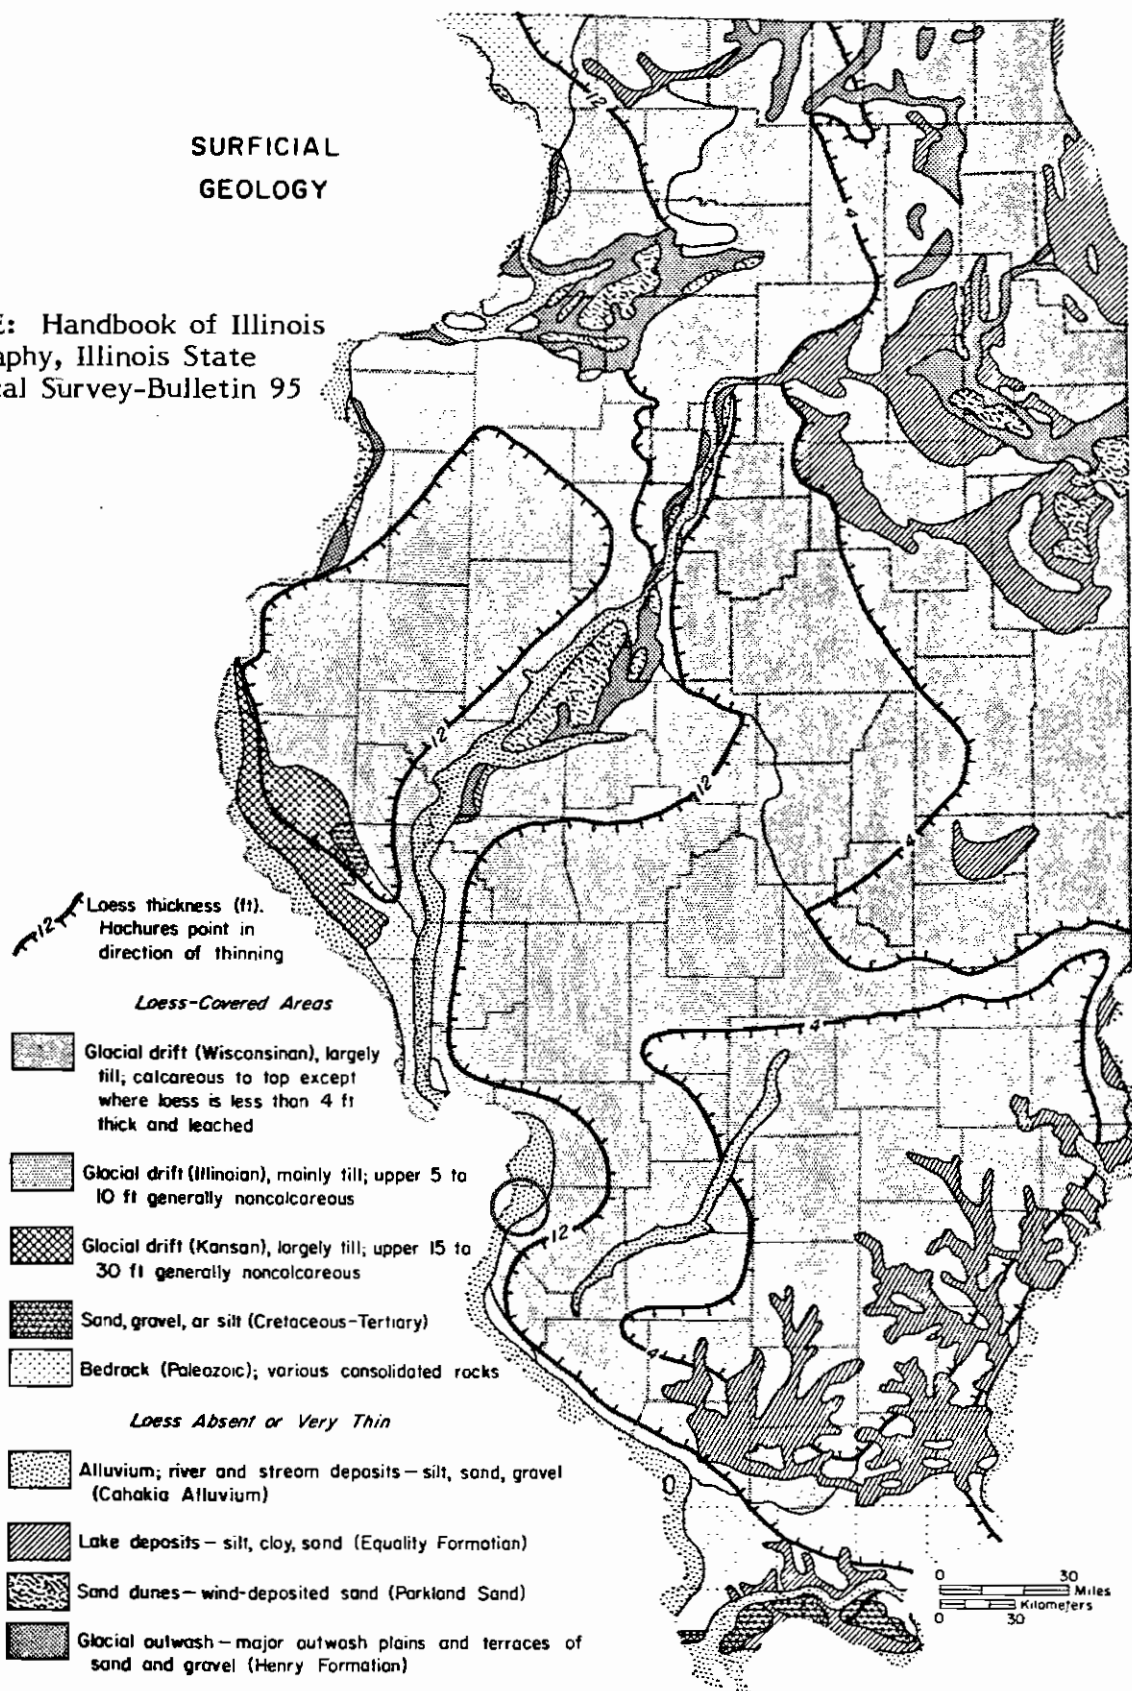 SURFICIAL
GEOLOGY
E: Handbook of Illinois
aphy, Illinois State
cal Survey-Bulletin 95
12
4
12
12
4
4
12
4
12
Loess thickness (ft).
Hachures point in
direction of thinning
Loess-Covered Areas
Glacial drift (Wisconsinan), largely
till; calcareous to top except
where loess is less than 4 ft
thick and leached
Glacial drift (Illinoian), mainly till; upper 5 to
10 ft generally noncalcareous
Glacial drift (Kansan), largely till; upper 15 to
30 ft generally noncalcareous
Sand, gravel, or silt (Cretaceous-Tertiary)
Bedrock (Paleozoic); various consolidated rocks
Loess Absent or Very Thin
Alluvium; river and stream deposits – silt, sand, gravel
(Cahokia Alluvium)
Lake deposits – silt, clay, sand (Equality Formation)
Sand dunes – wind-deposited sand (Parkland Sand)
Glacial outwash – major outwash plains and terraces of
sand and gravel (Henry Formation)
0 30
Miles
Kilometers
0 30